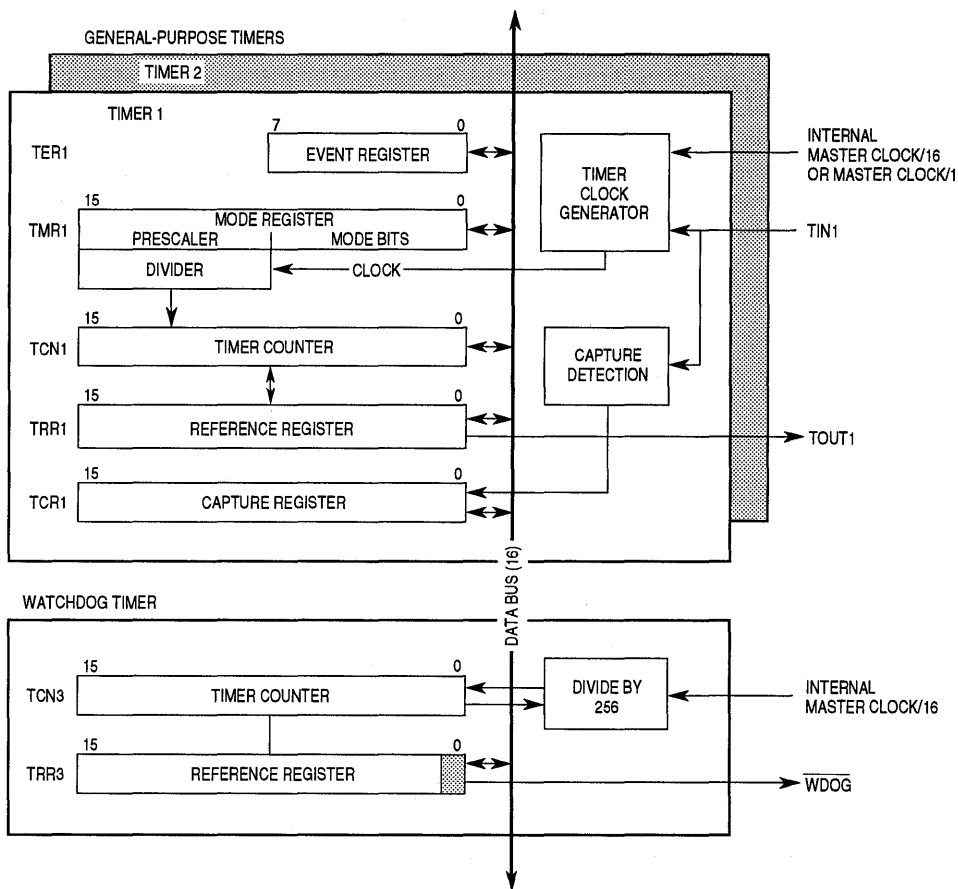 GENERAL-PURPOSE TIMERS
TIMER 2
TIMER 1
7 0
TER1 EVENT REGISTER
INTERNAL
MASTER CLOCK/16
OR MASTER CLOCK/1
TIMER
CLOCK
GENERATOR
15 0
TMR1 MODE REGISTER
PRESCALER MODE BITS
TIN1
DIVIDER
CLOCK
15 0
TCN1 TIMER COUNTER
CAPTURE
DETECTION
15 0
TRR1 REFERENCE REGISTER
TOUT1
15 0
TCR1 CAPTURE REGISTER
DATA BUS (16)
WATCHDOG TIMER
15 0
TCN3 TIMER COUNTER
DIVIDE BY
256
INTERNAL
MASTER CLOCK/16
15 0
TRR3 REFERENCE REGISTER
WDOG